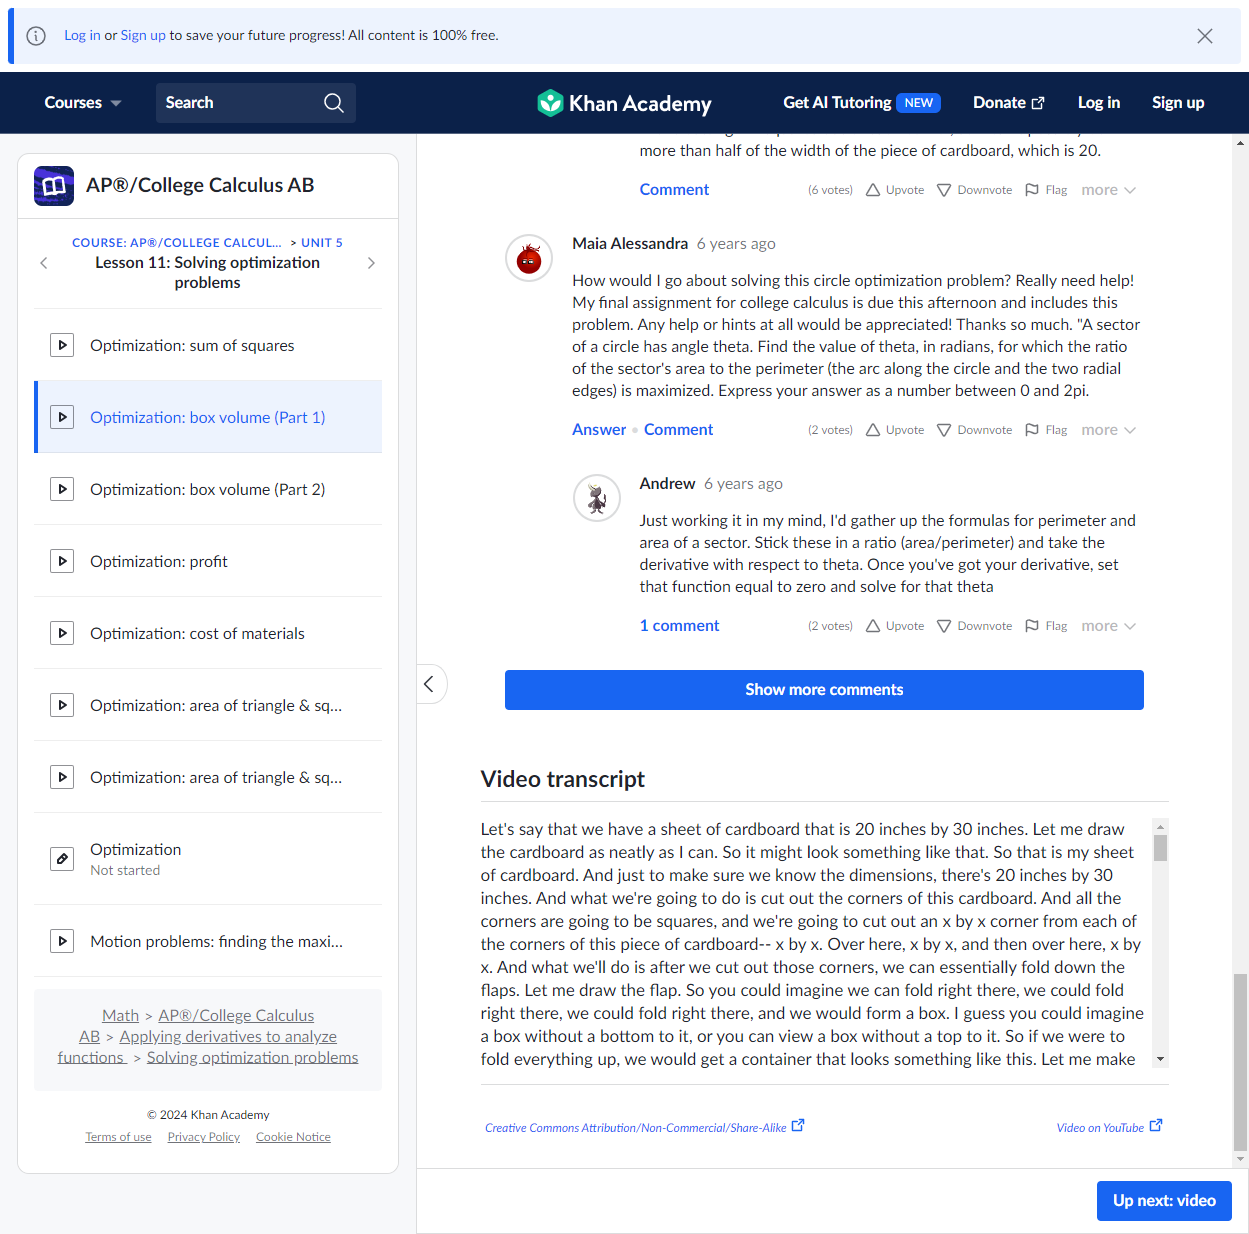 Log in or Sign up to save your future progress! All content is 100% free.
Courses
Search
Khan Academy
Get AI Tutoring NEW
Donate
Log in
Sign up
AP®/College Calculus AB
COURSE: AP®/COLLEGE CALCUL... > UNIT 5
Lesson 11: Solving optimization
problems
Optimization: sum of squares
Optimization: box volume (Part 1)
Optimization: box volume (Part 2)
Optimization: profit
Optimization: cost of materials
Optimization: area of triangle & sq...
Optimization: area of triangle & sq...
Optimization
Not started
Motion problems: finding the maxi...
Math > AP®/College Calculus
AB > Applying derivatives to analyze
functions > Solving optimization problems
© 2024 Khan Academy
Terms of use Privacy Policy Cookie Notice
more than half of the width of the piece of cardboard, which is 20.
Comment (6 votes) Upvote Downvote Flag more
Maia Alessandra 6 years ago
How would I go about solving this circle optimization problem? Really need help!
My final assignment for college calculus is due this afternoon and includes this
problem. Any help or hints at all would be appreciated! Thanks so much. "A sector
of a circle has angle theta. Find the value of theta, in radians, for which the ratio
of the sector's area to the perimeter (the arc along the circle and the two radial
edges) is maximized. Express your answer as a number between 0 and 2pi.
Answer • Comment (2 votes) Upvote Downvote Flag more
Andrew 6 years ago
Just working it in my mind, I'd gather up the formulas for perimeter and
area of a sector. Stick these in a ratio (area/perimeter) and take the
derivative with respect to theta. Once you've got your derivative, set
that function equal to zero and solve for that theta
1 comment (2 votes) Upvote Downvote Flag more
Show more comments
Video transcript
Let's say that we have a sheet of cardboard that is 20 inches by 30 inches. Let me draw
the cardboard as neatly as I can. So it might look something like that. So that is my sheet
of cardboard. And just to make sure we know the dimensions, there's 20 inches by 30
inches. And what we're going to do is cut out the corners of this cardboard. And all the
corners are going to be squares, and we're going to cut out an x by x corner from each of
the corners of this piece of cardboard-- x by x. Over here, x by x, and then over here, x by
x. And what we'll do is after we cut out those corners, we can essentially fold down the
flaps. Let me draw the flap. So you could imagine we can fold right there, we could fold
right there, we could fold right there, and we would form a box. I guess you could imagine
a box without a bottom to it, or you can view a box without a top to it. So if we were to
fold everything up, we would get a container that looks something like this. Let me make
Creative Commons Attribution/Non-Commercial/Share-Alike
Video on YouTube
Up next: video